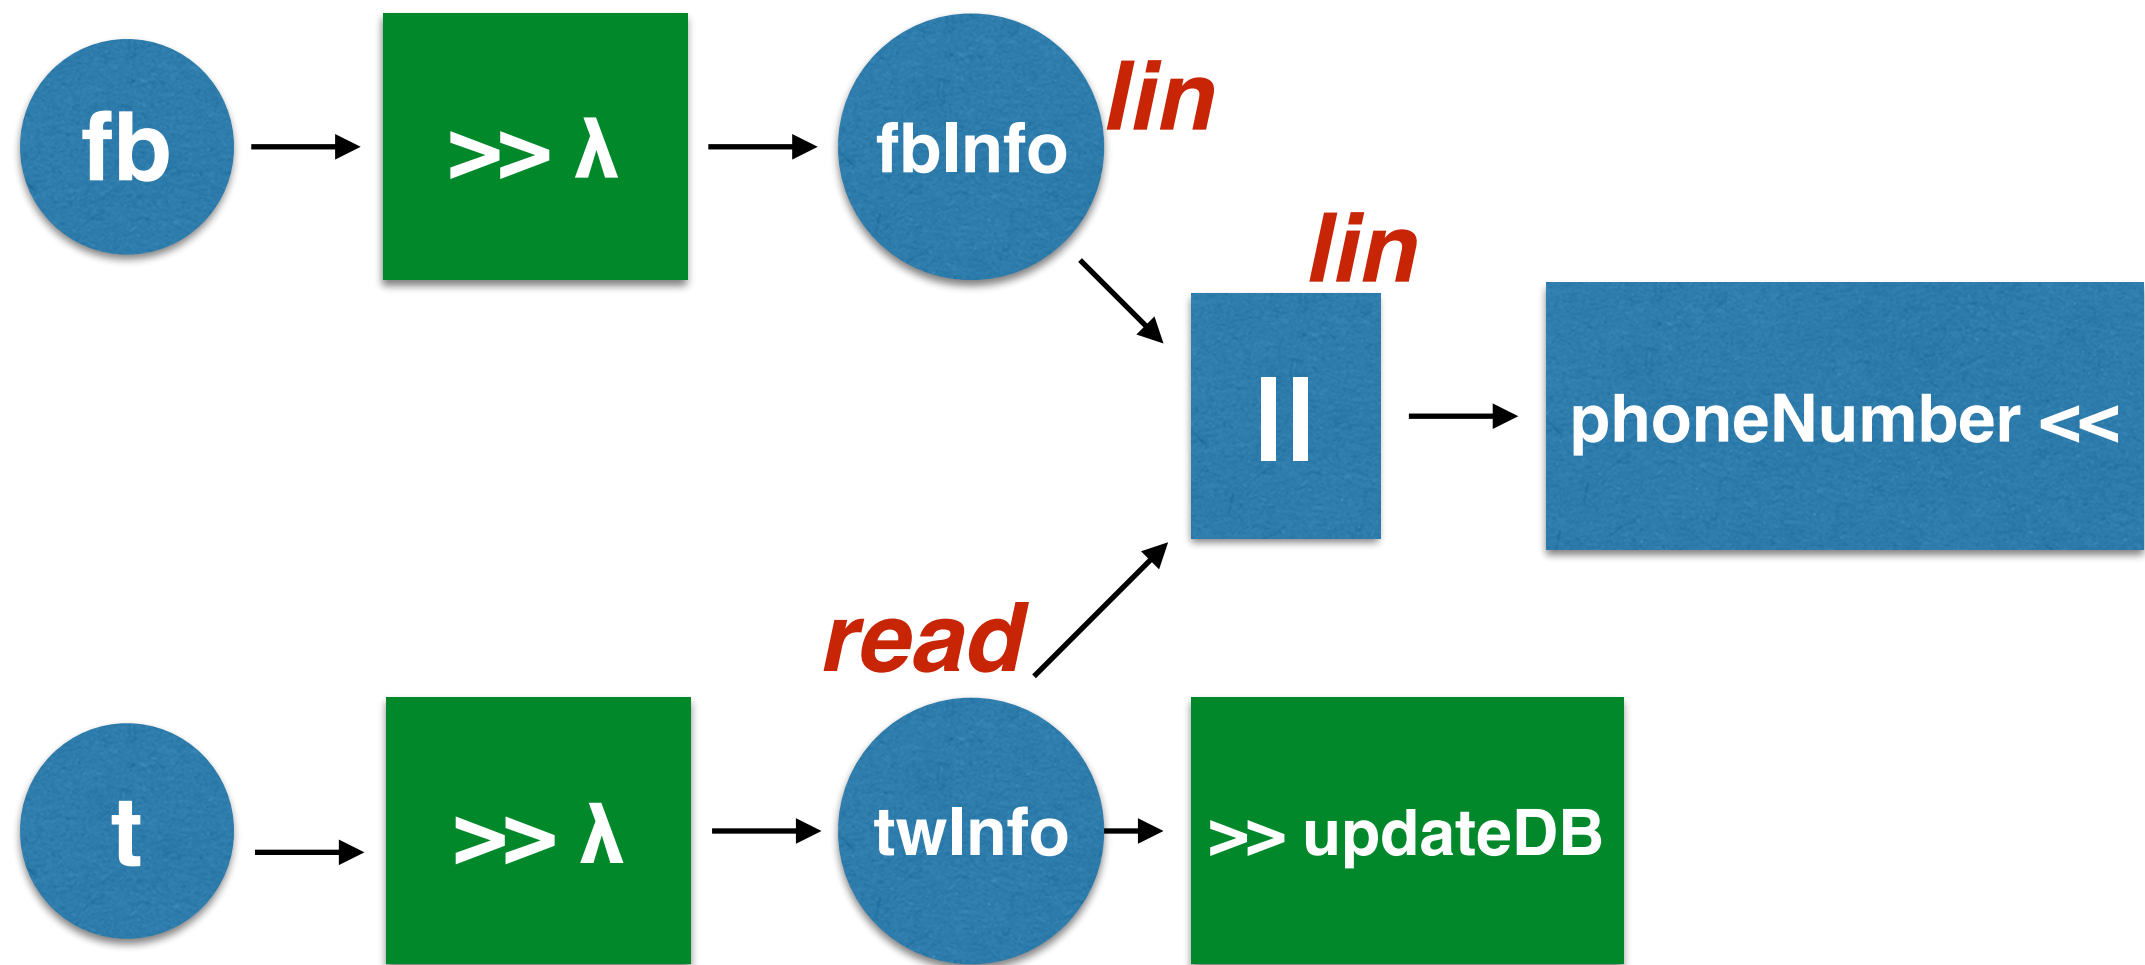 fb
>> λ
fbInfo
lin
lin
||
phoneNumber <<
read
t
>> λ
twInfo
>> updateDB